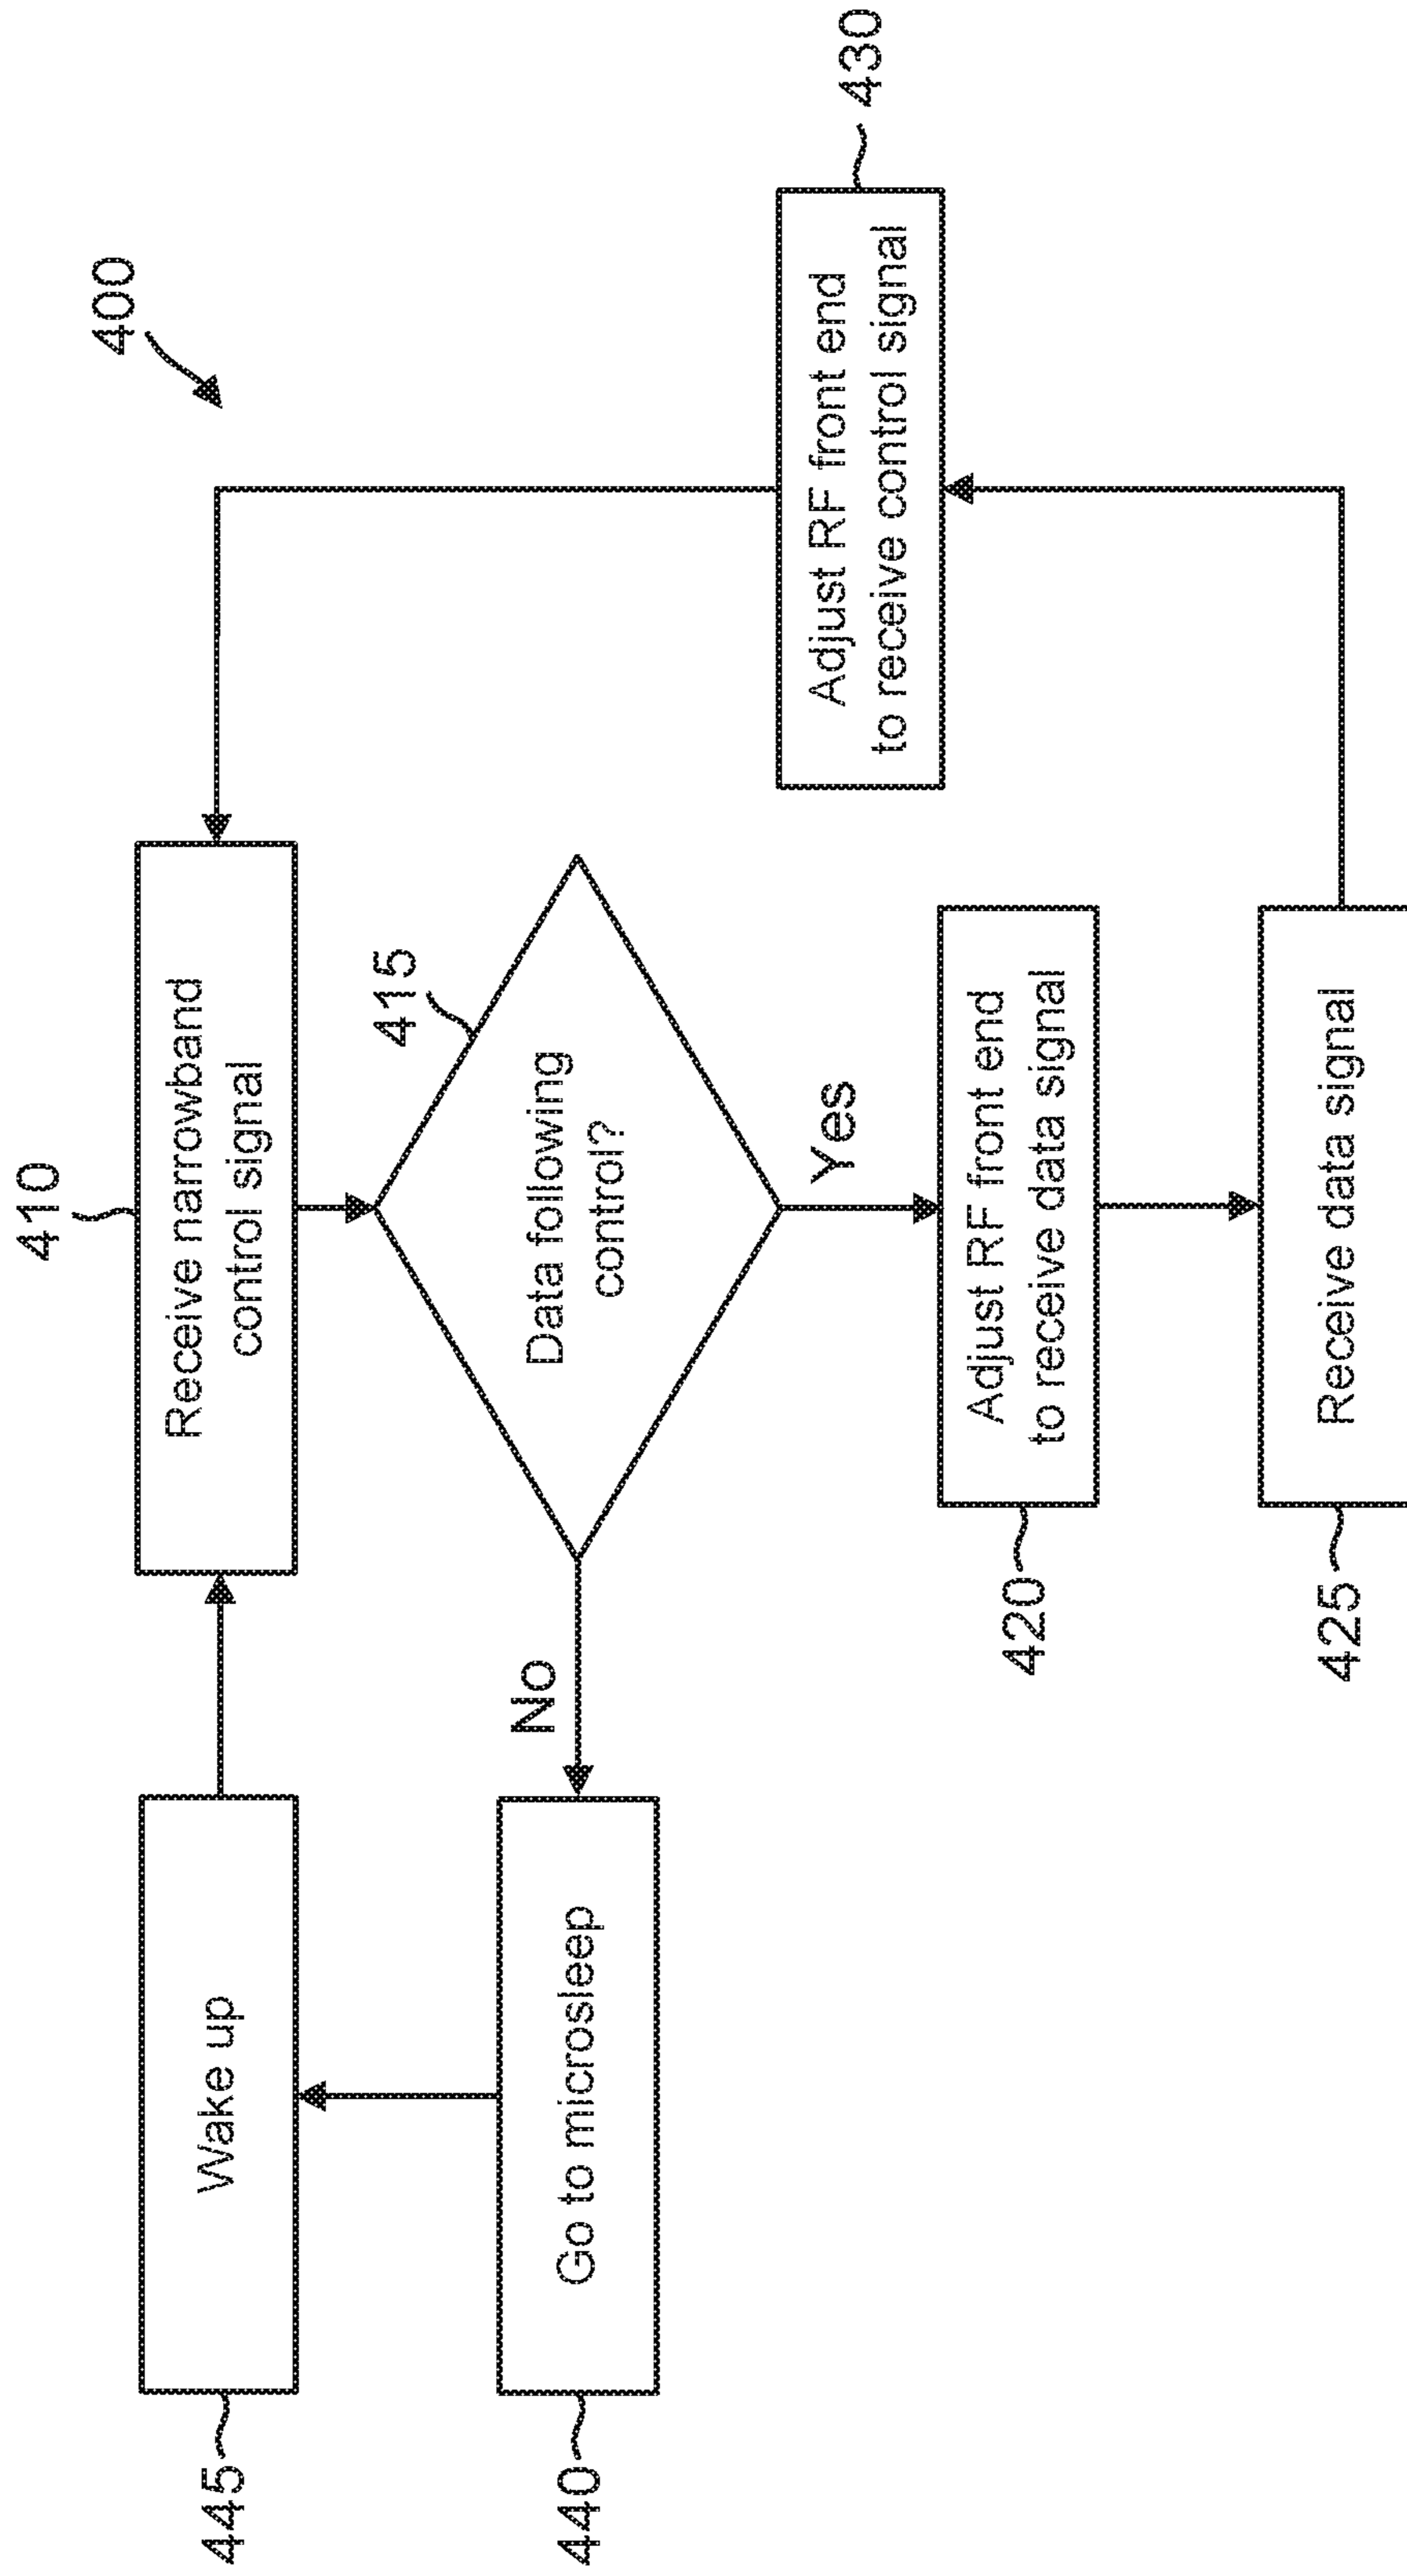 400
410
Receive narrowband
control signal
415
Data following
control?
Yes
No
420
Adjust RF front end
to receive data signal
425
Receive data signal
430
Adjust RF front end
to receive control signal
440
Go to microsleep
445
Wake up